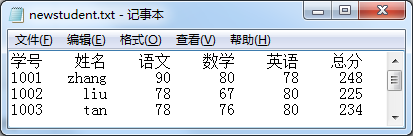 newstudent.txt - 记事本
文件(F) 编辑(E) 格式(O) 查看(V) 帮助(H)
学号 姓名 语文 数学 英语 总分
1001 zhang 90 80 78 248
1002 liu 78 67 80 225
1003 tan 78 76 80 234